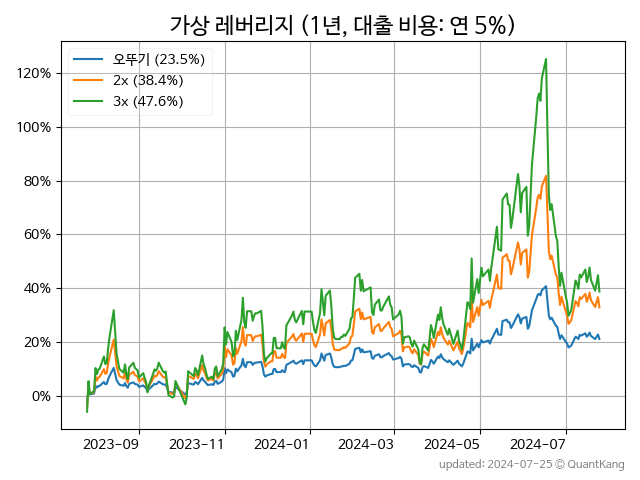 가상 레버리지 (1년, 대출 비용: 연 5%)
오뚜기 (23.5%)
2x (38.4%)
3x (47.6%)
120%
100%
80%
60%
40%
20%
0%
2023-09 2023-11 2024-01 2024-03 2024-05 2024-07
updated: 2024-07-25 © QuantKang